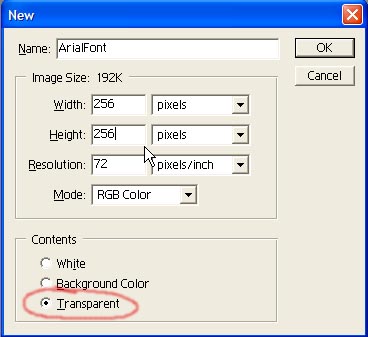 New
Name: ArialFont
OK
Cancel
Image Size: 192K
Width: 256 pixels
Height: 256 pixels
Resolution: 72 pixels/inch
Mode: RGB Color
Contents
White
Background Color
Transparent